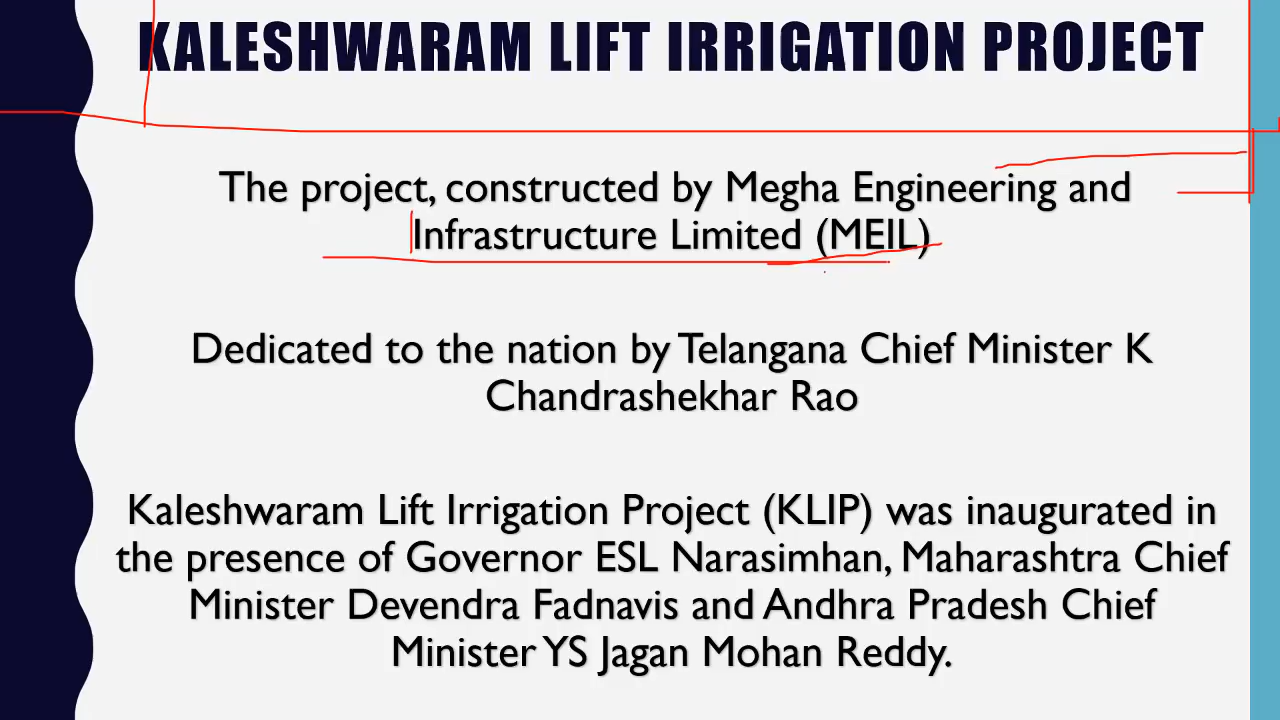 KALESHWARAM LIFT IRRIGATION PROJECT
The project, constructed by Megha Engineering and
Infrastructure Limited (MEIL)
Dedicated to the nation by Telangana Chief Minister K
Chandrashekhar Rao
Kaleshwaram Lift Irrigation Project (KLIP) was inaugurated in
the presence of Governor ESL Narasimhan, Maharashtra Chief
Minister Devendra Fadnavis and Andhra Pradesh Chief
Minister YS Jagan Mohan Reddy.